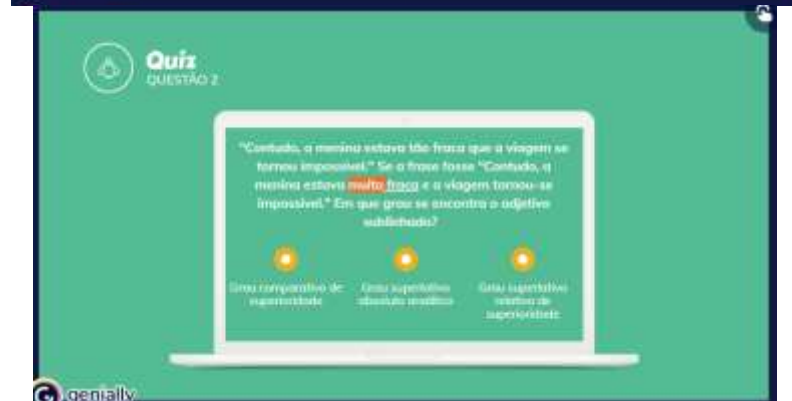 Quiz
QUESTÃO 2
"Contudo, a menina estava tão fraca que a viagem se
tornou impossível." Se a frase fosse "Contudo, a
menina estava muito fraca e a viagem tornou-se
impossível." Em que grau se encontra o adjetivo
sublinhado?
Grau comparativo de
superioridade
Grau superlativo
absoluto analítico
Grau superlativo
relativo de
superioridade
genially